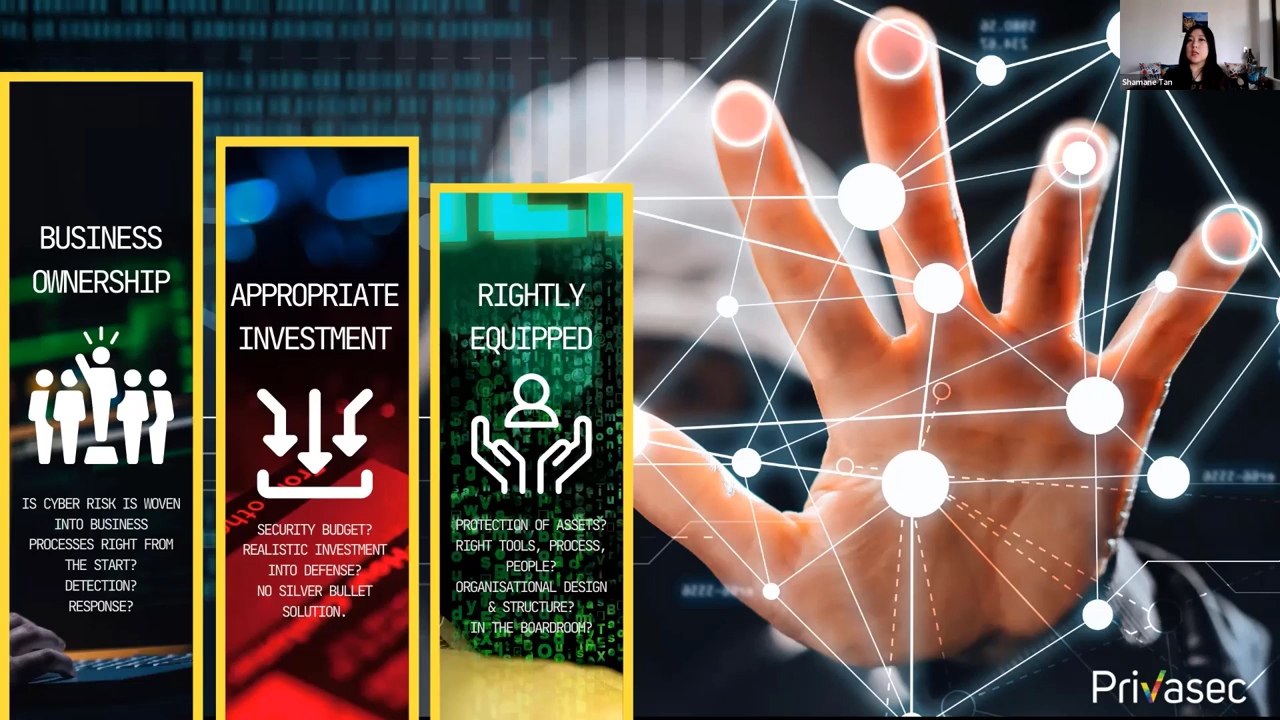 Shamane Tan
BUSINESS
OWNERSHIP
IS CYBER RISK IS WOVEN
INTO BUSINESS
PROCESSES RIGHT FROM
THE START?
DETECTION?
RESPONSE?
APPROPRIATE
INVESTMENT
SECURITY BUDGET?
REALISTIC INVESTMENT
INTO DEFENSE?
NO SILVER BULLET
SOLUTION.
RIGHTLY
EQUIPPED
PROTECTION OF ASSETS?
RIGHT TOOLS, PROCESS,
PEOPLE?
ORGANISATIONAL DESIGN
& STRUCTURE?
IN THE BOARDROOM?
Privasec